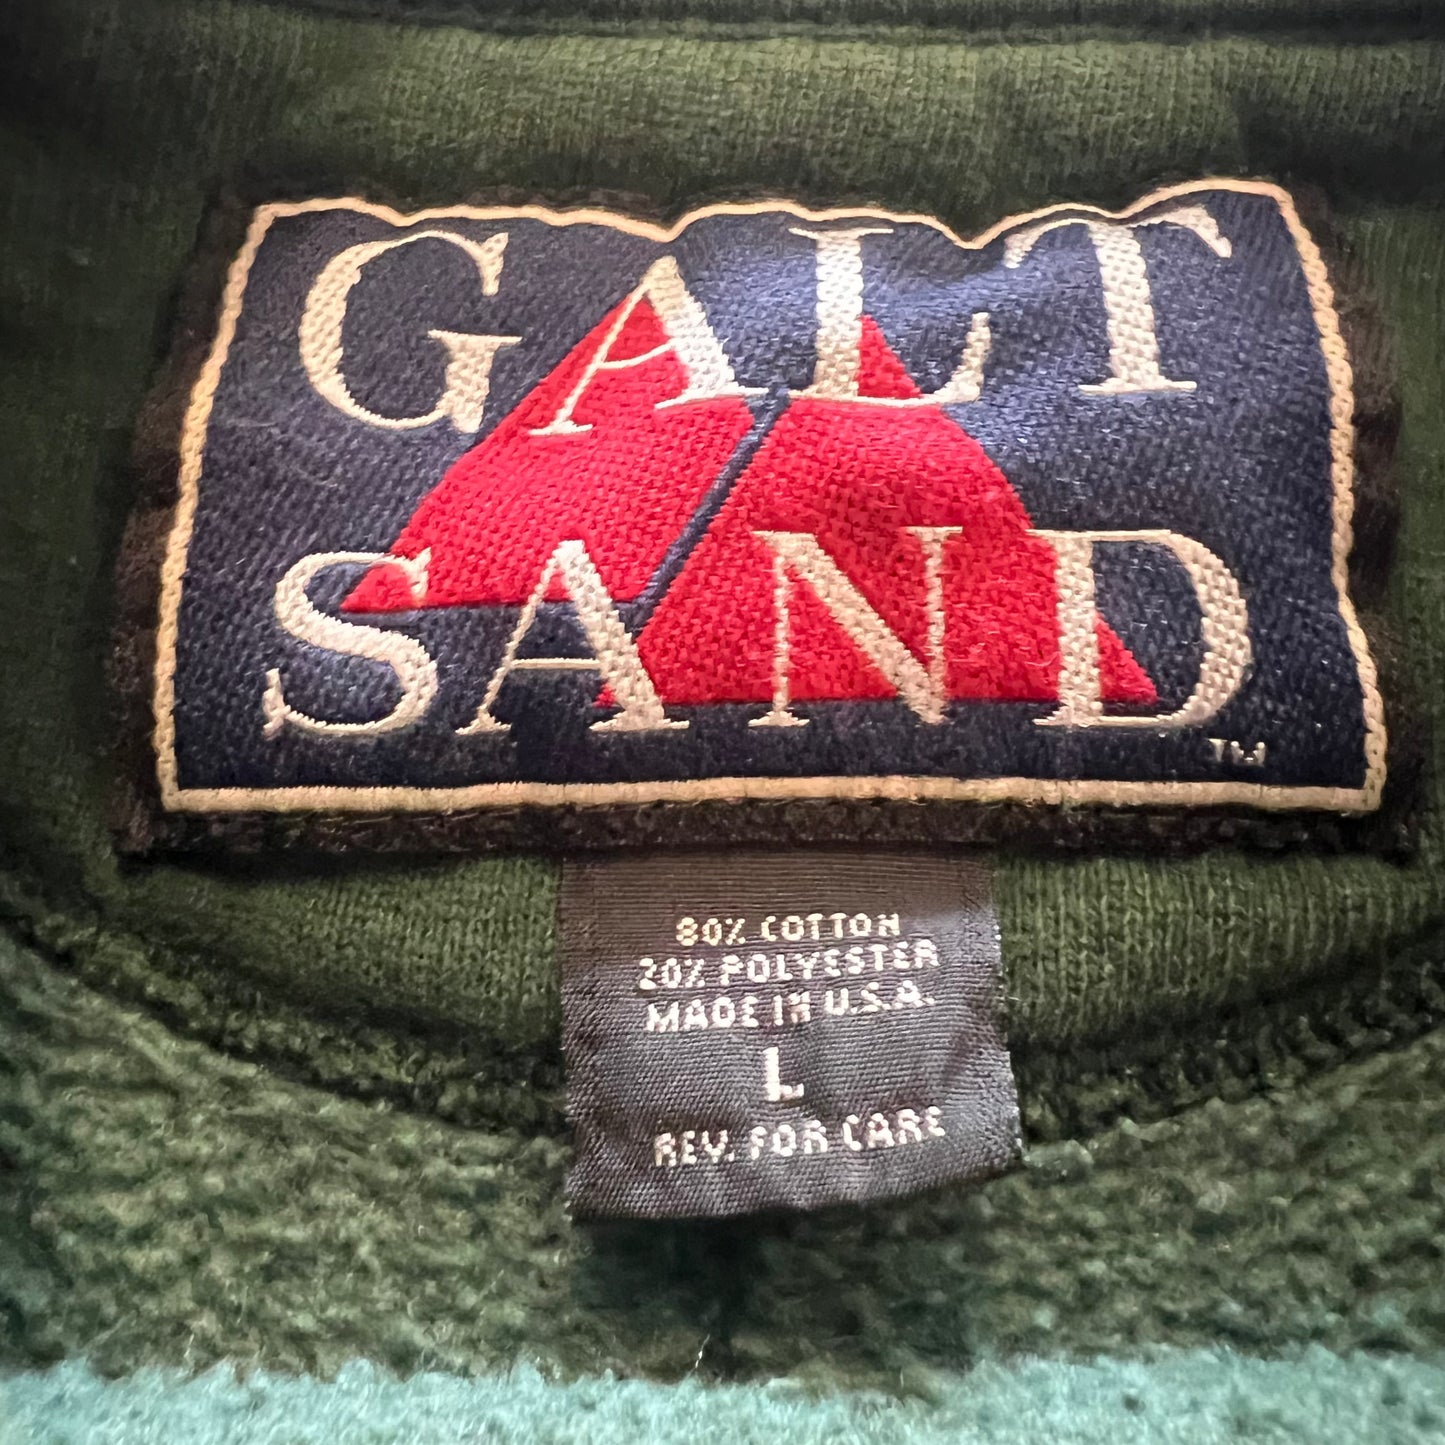 GALT
SAND
™
80% COTTON
20% POLYESTER
MADE IN U.S.A.
L
REV. FOR CARE